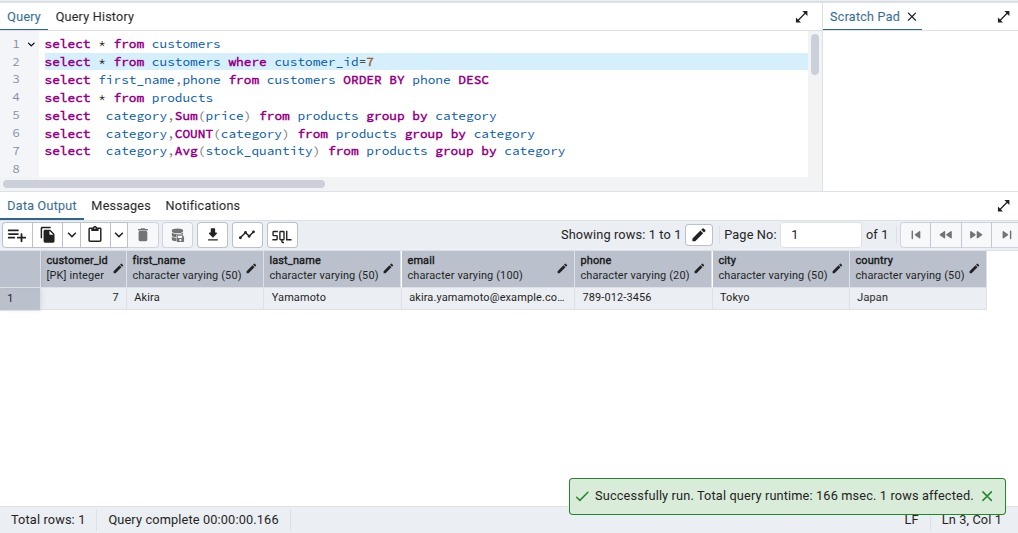 Query Query History Scratch Pad
1 select * from customers
2 select * from customers where customer_id=7
3 select first_name,phone from customers ORDER BY phone DESC
4 select * from products
5 select  category,Sum(price) from products group by category
6 select  category,COUNT(category) from products group by category
7 select  category,Avg(stock_quantity) from products group by category
8
Data Output Messages Notifications
SQL Showing rows: 1 to 1 Page No: 1 of 1
customer_id first_name last_name email phone city country
[PK] integer character varying (50) character varying (50) character varying (100) character varying (20) character varying (50) character varying (50)
1 7 Akira Yamamoto akira.yamamoto@example.co... 789-012-3456 Tokyo Japan
Successfully run. Total query runtime: 166 msec. 1 rows affected.
Total rows: 1 Query complete 00:00:00.166 LF Ln 3, Col 1